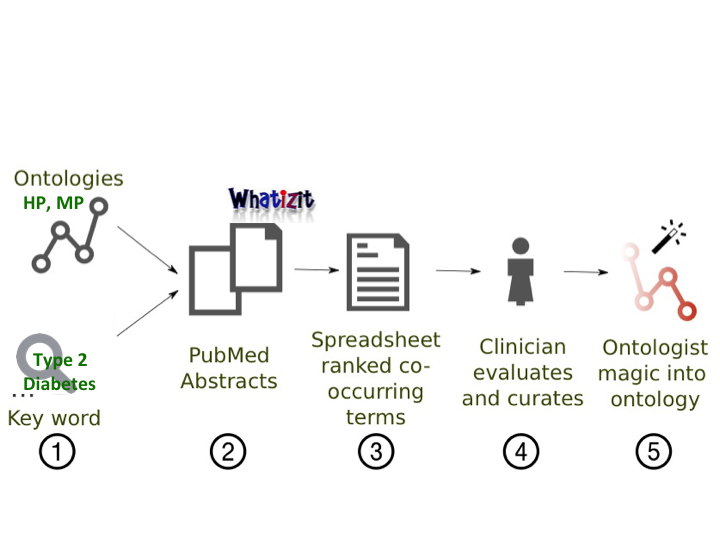 Ontologies
HP, MP
Whatizit
Type 2
Diabetes
...
Key word
PubMed
Abstracts
Spreadsheet
ranked co-
occurring
terms
Clinician
evaluates
and curates
Ontologist
magic into
ontology
1
2
3
4
5